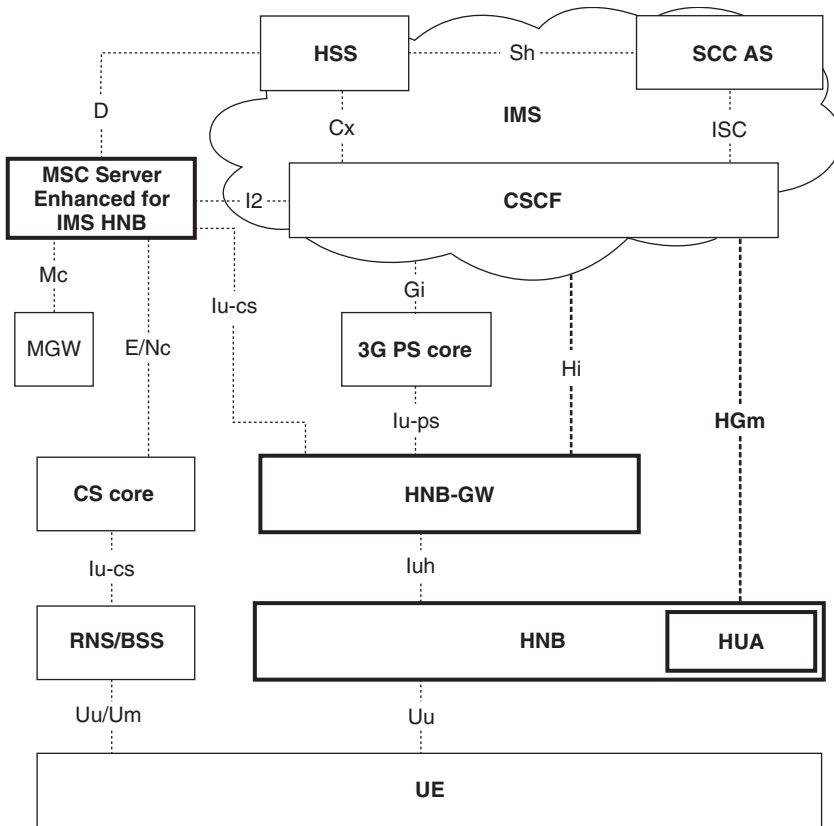 HSS
Sh
SCC AS
D
Cx
IMS
ISC
MSC Server
Enhanced for
IMS HNB
I2
CSCF
Mc
Iu-cs
Gi
MGW
E/Nc
3G PS core
Hi
Iu-ps
HGm
CS core
HNB-GW
Iu-cs
Iuh
RNS/BSS
HNB
HUA
Uu/Um
Uu
UE